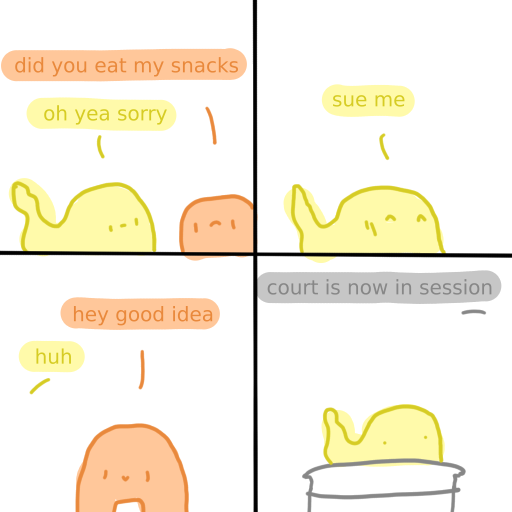 did you eat my snacks
oh yea sorry
sue me
hey good idea
huh
court is now in session